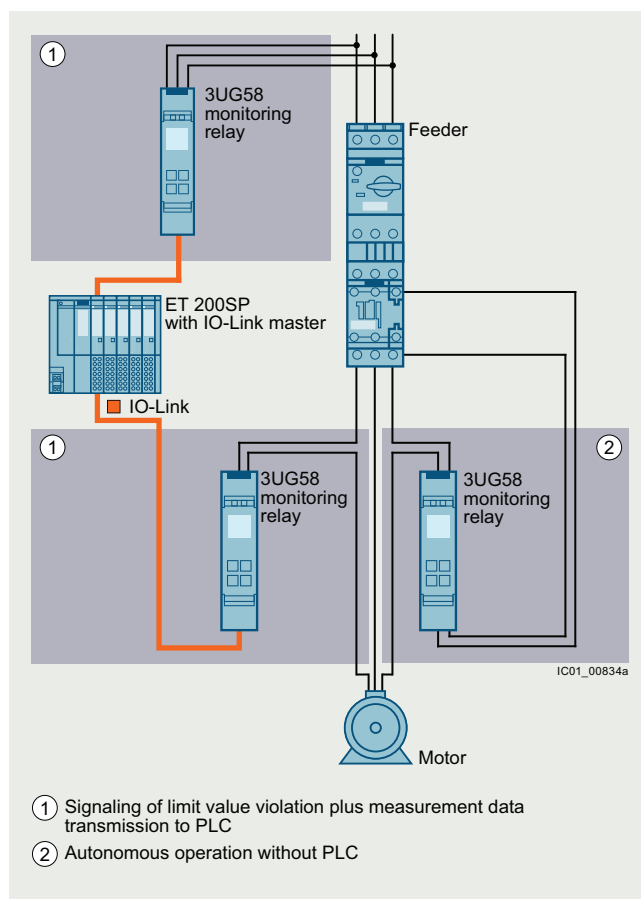 1
3UG58
monitoring
relay
Feeder
ET 200SP
with IO-Link master
IO-Link
1
3UG58
monitoring
relay
2
3UG58
monitoring
relay
IC01_00834a
Motor
1 Signaling of limit value violation plus measurement data
transmission to PLC
2 Autonomous operation without PLC